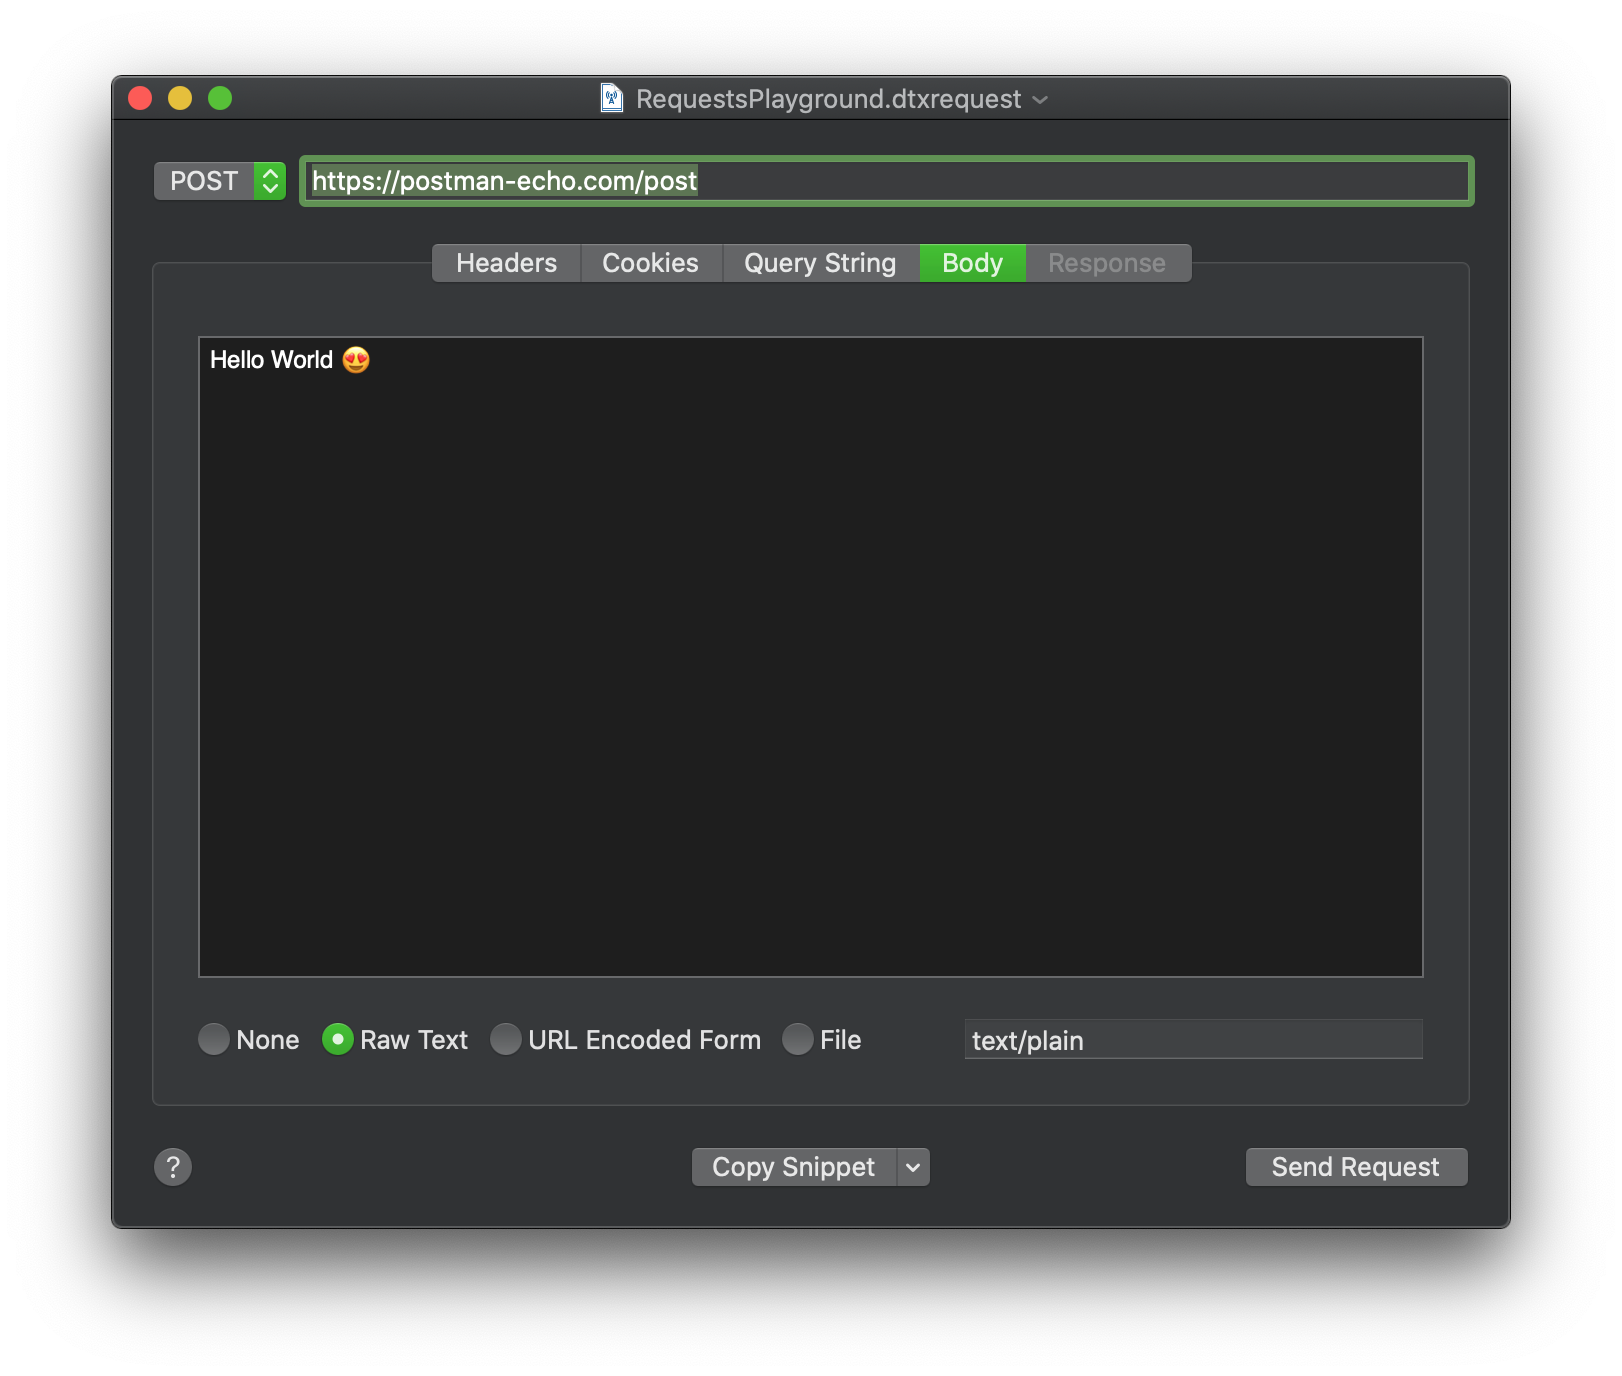 RequestsPlayground.dtxrequest
POST https://postman-echo.com/post
Headers Cookies Query String Body Response
Hello World 😍
None Raw Text URL Encoded Form File text/plain
? Copy Snippet Send Request